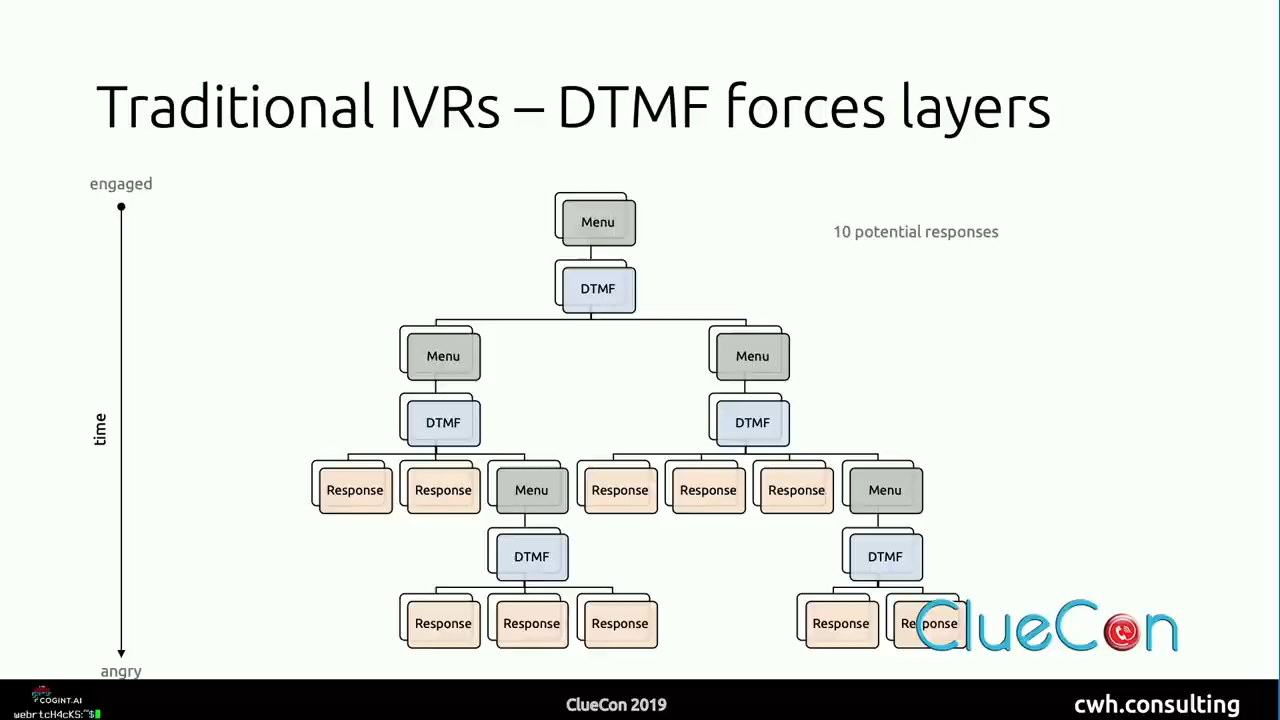 Traditional IVRs – DTMF forces layers
engaged
Menu
10 potential responses
DTMF
Menu
Menu
time
DTMF
DTMF
Response
Response
Menu
Response
Response
Response
Menu
DTMF
DTMF
Response
Response
Response
Response
Response
ClueCon
angry
COGINT.AI
webrtcH4cKS:~$
ClueCon 2019
cwh.consulting